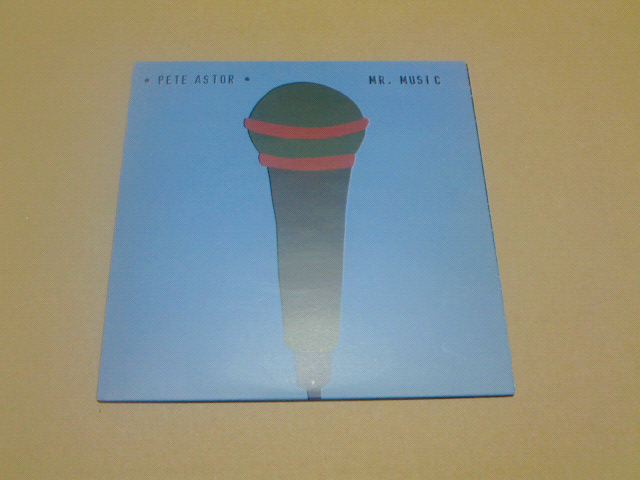 • PETE ASTOR • MR. MUSIC